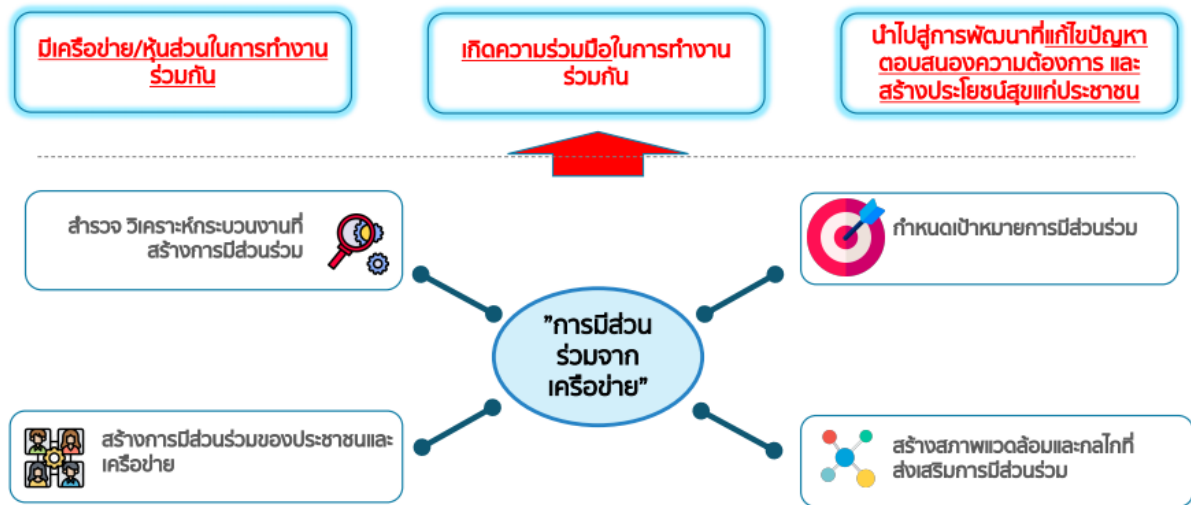 มีเครือข่าย/หุ้นส่วนในการทำงาน
ร่วมกัน
เกิดความร่วมมือในการทำงาน
ร่วมกัน
นำไปสู่การพัฒนาที่แก้ไขปัญหา
ตอบสนองความต้องการ และ
สร้างประโยชน์สุขแก่ประชาชน
สำรวจ วิเคราะห์กระบวนงานที่
สร้างการมีส่วนร่วม
กำหนดเป้าหมายการมีส่วนร่วม
”การมีส่วน
ร่วมจาก
เครือข่าย”
สร้างการมีส่วนร่วมของประชาชนและ
เครือข่าย
สร้างสภาพแวดล้อมและกลไกที่
ส่งเสริมการมีส่วนร่วม